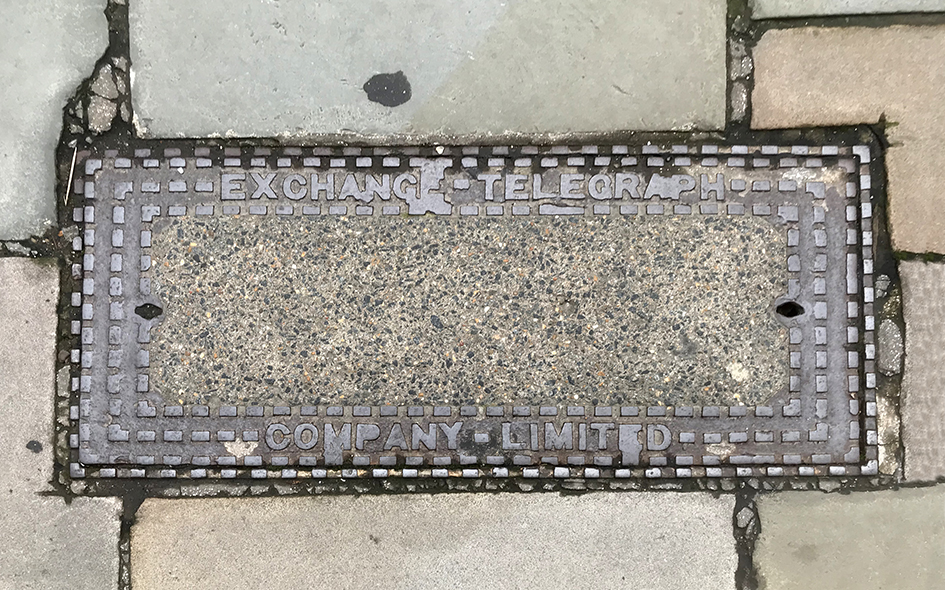 EXCHANGE - TELEGRAPH
COMPANY - LIMITED